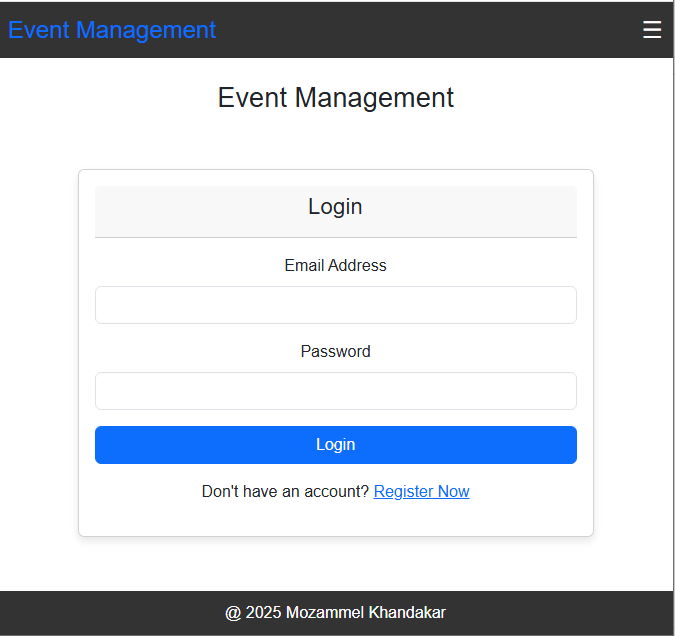 Event Management
Event Management
Login
Email Address
Password
Login
Don't have an account? Register Now
@ 2025 Mozammel Khandakar